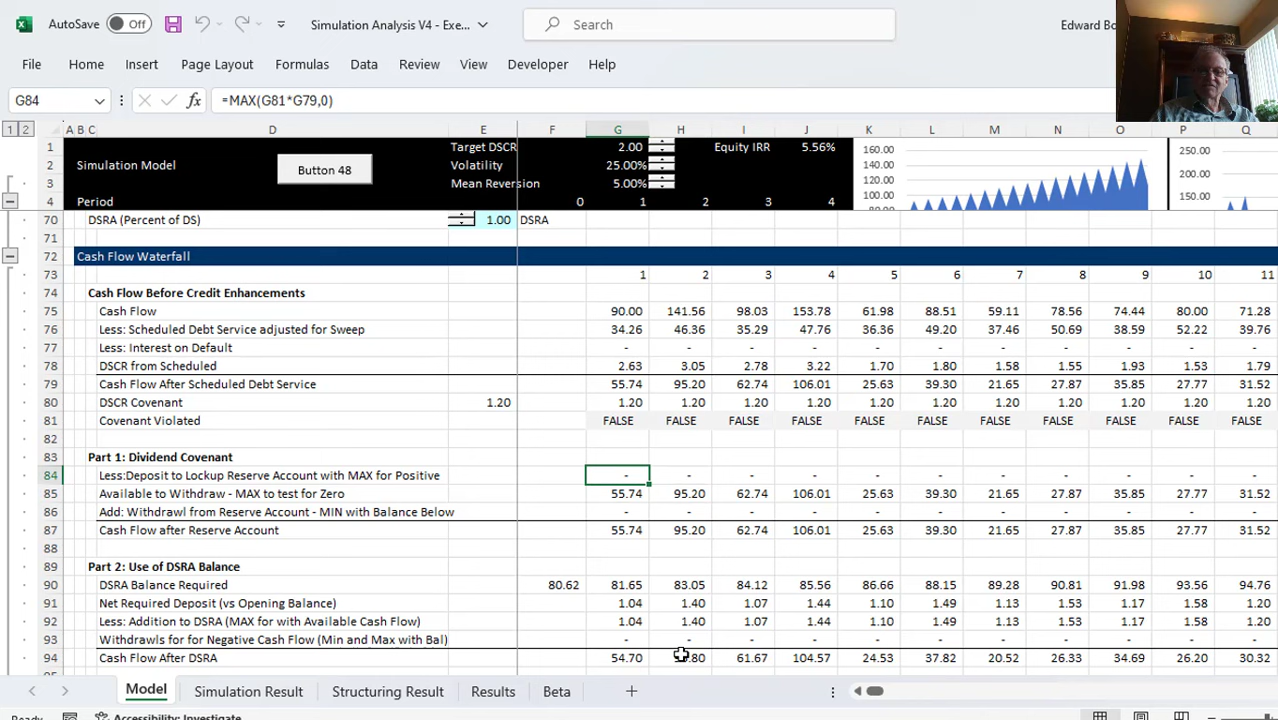 AutoSave Off Simulation Analysis V4 - Exe... Search Edward Bo
File Home Insert Page Layout Formulas Data Review View Developer Help
G84 fx =MAX(G81*G79,0)
1 2 A B C D E F G H I J K L M N O P Q
1 Target DSCR 2.00 Equity IRR 5.56% 160.00 250.00
2 Simulation Model Button 48 Volatility 25.00% 140.00 200.00
3 Mean Reversion 5.00% 120.00 150.00
4 Period 0 1 2 3 4 100.00 100.00
80.00
70 DSRA (Percent of DS) 1.00 DSRA
71
72 Cash Flow Waterfall
73 1 2 3 4 5 6 7 8 9 10 11
74 Cash Flow Before Credit Enhancements
75 Cash Flow 90.00 141.56 98.03 153.78 61.98 88.51 59.11 78.56 74.44 80.00 71.28
76 Less: Scheduled Debt Service adjusted for Sweep 34.26 46.36 35.29 47.76 36.36 49.20 37.46 50.69 38.59 52.22 39.76
77 Less: Interest on Default - - - - - - - - - - -
78 DSCR from Scheduled 2.63 3.05 2.78 3.22 1.70 1.80 1.58 1.55 1.93 1.53 1.79
79 Cash Flow After Scheduled Debt Service 55.74 95.20 62.74 106.01 25.63 39.30 21.65 27.87 35.85 27.77 31.52
80 DSCR Covenant 1.20 1.20 1.20 1.20 1.20 1.20 1.20 1.20 1.20 1.20 1.20 1.20
81 Covenant Violated FALSE FALSE FALSE FALSE FALSE FALSE FALSE FALSE FALSE FALSE FALSE
82
83 Part 1: Dividend Covenant
84 Less:Deposit to Lockup Reserve Account with MAX for Positive - - - - - - - - - - -
85 Available to Withdraw - MAX to test for Zero 55.74 95.20 62.74 106.01 25.63 39.30 21.65 27.87 35.85 27.77 31.52
86 Add: Withdrawl from Reserve Account - MIN with Balance Below - - - - - - - - - - -
87 Cash Flow after Reserve Account 55.74 95.20 62.74 106.01 25.63 39.30 21.65 27.87 35.85 27.77 31.52
88
89 Part 2: Use of DSRA Balance
90 DSRA Balance Required 80.62 81.65 83.05 84.12 85.56 86.66 88.15 89.28 90.81 91.98 93.56 94.76
91 Net Required Deposit (vs Opening Balance) 1.04 1.40 1.07 1.44 1.10 1.49 1.13 1.53 1.17 1.58 1.20
92 Less: Addition to DSRA (MAX for with Available Cash Flow) 1.04 1.40 1.07 1.44 1.10 1.49 1.13 1.53 1.17 1.58 1.20
93 Withdrawls for for Negative Cash Flow (Min and Max with Bal) - - - - - - - - - - -
94 Cash Flow After DSRA 54.70 .80 61.67 104.57 24.53 37.82 20.52 26.33 34.69 26.20 30.32
Model Simulation Result Structuring Result Results Beta
Ready Accessibility: Investigate